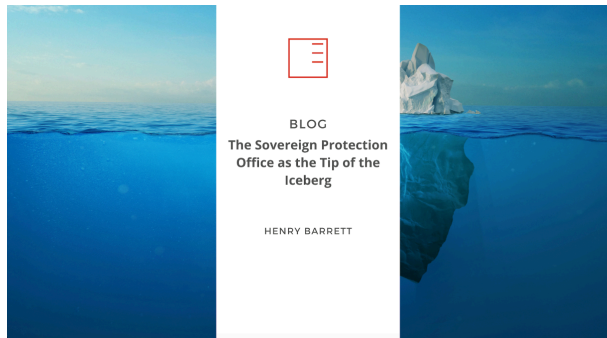 BLOG
The Sovereign Protection
Office as the Tip of the
Iceberg
HENRY BARRETT